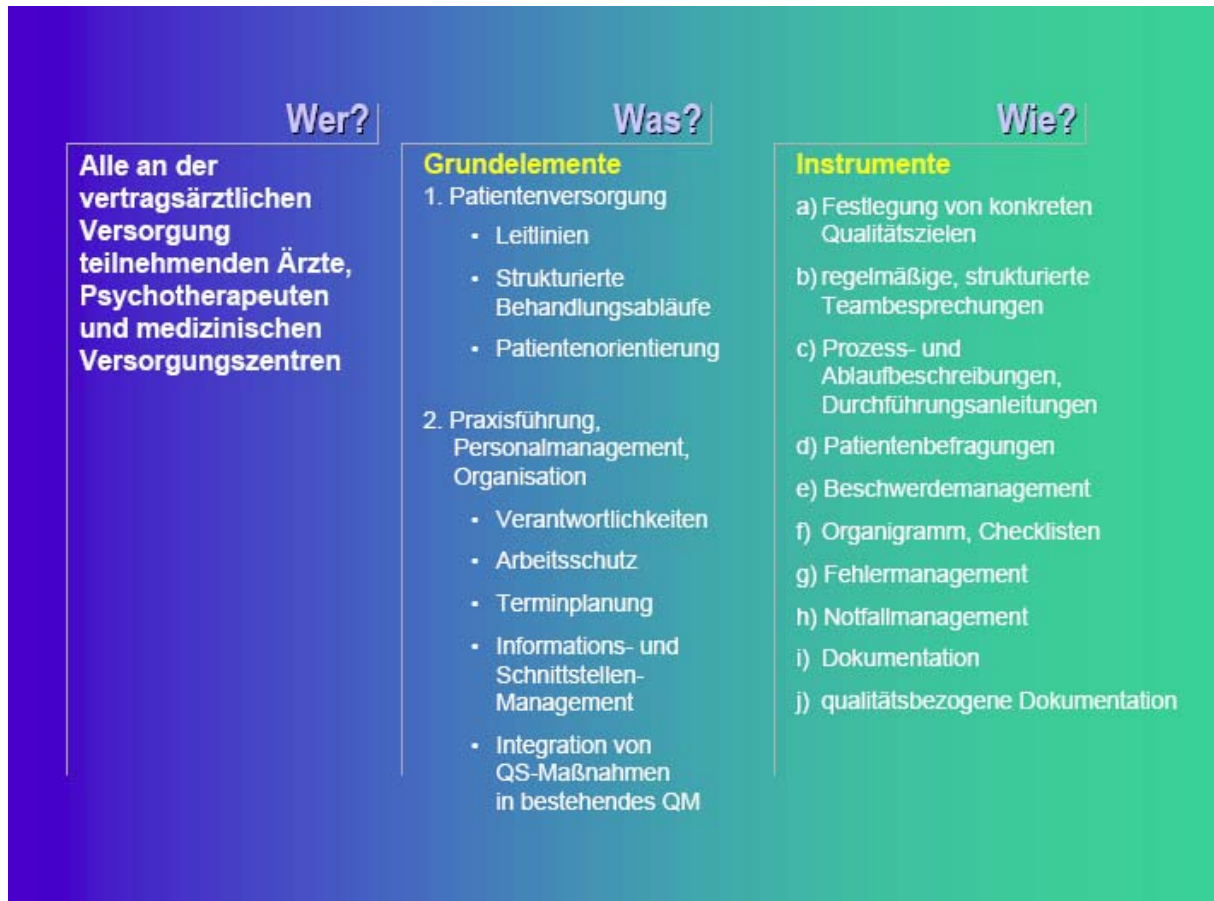 Wer?
Alle an der
vertragsärztlichen
Versorgung
teilnehmenden Ärzte,
Psychotherapeuten
und medizinischen
Versorgungszentren
Was?
Grundelemente
1. Patientenversorgung
• Leitlinien
• Strukturierte
Behandlungsabläufe
• Patientenorientierung
2. Praxisführung,
Personalmanagement,
Organisation
• Verantwortlichkeiten
• Arbeitsschutz
• Terminplanung
• Informations- und
Schnittstellen-
Management
• Integration von
QS-Maßnahmen
in bestehendes QM
Wie?
Instrumente
a) Festlegung von konkreten
Qualitätszielen
b) regelmäßige, strukturierte
Teambesprechungen
c) Prozess- und
Ablaufbeschreibungen,
Durchführungsanleitungen
d) Patientenbefragungen
e) Beschwerdemanagement
f) Organigramm, Checklisten
g) Fehlermanagement
h) Notfallmanagement
i) Dokumentation
j) qualitätsbezogene Dokumentation